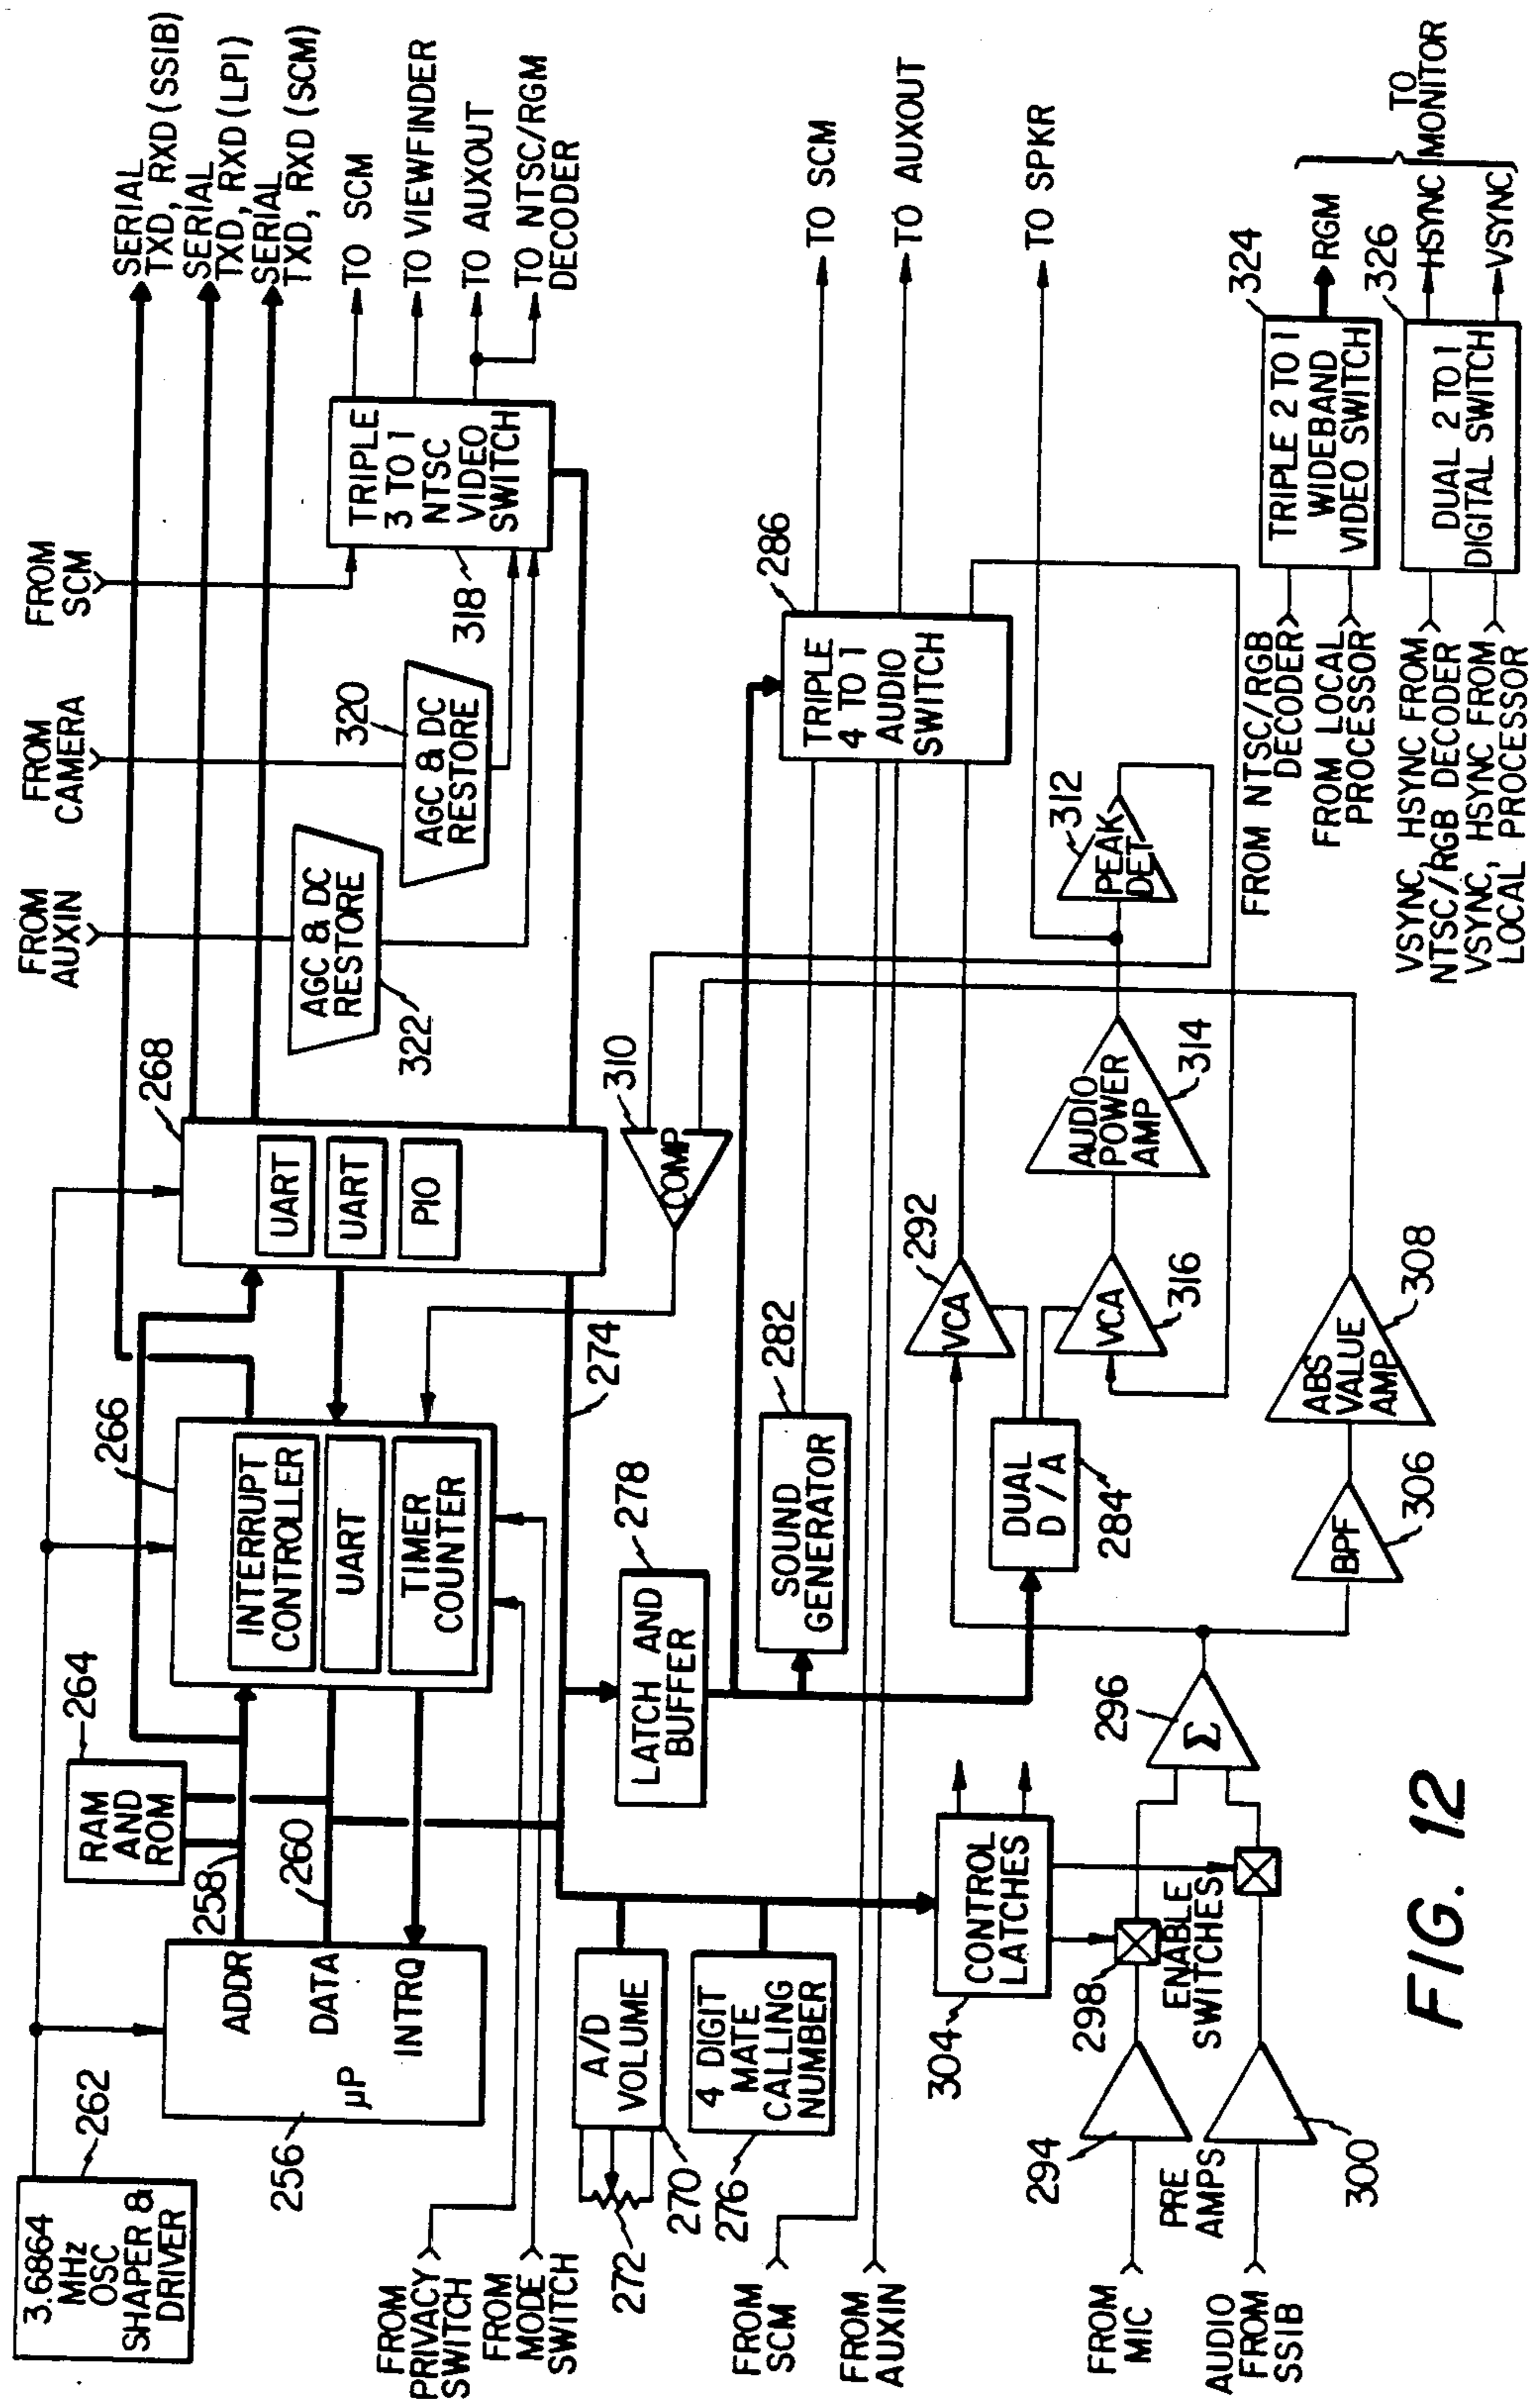 3.6864
MHz
OSC
SHAPER &
DRIVER
262
256
µP
ADDR
DATA
INTRQ
258
260
RAM AND
AND
ROM
264
266
INTERRUPT
CONTROLLER
UART
TIMER
COUNTER
268
UART
UART
PIO
SERIAL
TXD, RXD (SSIB)
SERIAL
TXD, RXD (LPI)
SERIAL
TXD, RXD (SCM)
FROM
AUXIN
FROM
CAMERA
FROM
SCM
AGC & DC
RESTORE
322
AGC & DC
RESTORE
320
TRIPLE
3 TO 1
NTSC
VIDEO
SWITCH
318
TO SCM
TO VIEWFINDER
TO AUXOUT
TO NTSC/RGM
DECODER
FROM
PRIVACY
SWITCH
FROM
MODE
SWITCH
272
A/D
VOLUME
270
4 DIGIT
MATE
CALLING
NUMBER
276
274
LATCH AND
BUFFER
278
COMP
310
SOUND
GENERATOR
282
TRIPLE
4 TO 1
AUDIO
SWITCH
286
TO SCM
TO AUXOUT
TO SPKR
FROM
SCM
FROM
AUXIN
CONTROL
LATCHES
304
DUAL
D/A
284
VCA
292
VCA
316
AUDIO
POWER
AMP
314
PEAK
DET
312
FROM
MIC
AUDIO
FROM
SSIB
PRE
AMPS
294
300
298
ENABLE
SWITCHES
Σ
296
BPF
306
ABS
VALUE
AMP
308
FROM NTSC/RGB
DECODER
FROM LOCAL
PROCESSOR
TRIPLE 2 TO 1
WIDEBAND
VIDEO SWITCH
324
RGM
VSYNC, HSYNC FROM
NTSC/RGB DECODER
VSYNC, HSYNC FROM
LOCAL PROCESSOR
DUAL 2 TO 1
DIGITAL SWITCH
326
HSYNC
VSYNC
TO
MONITOR
FIG. 12